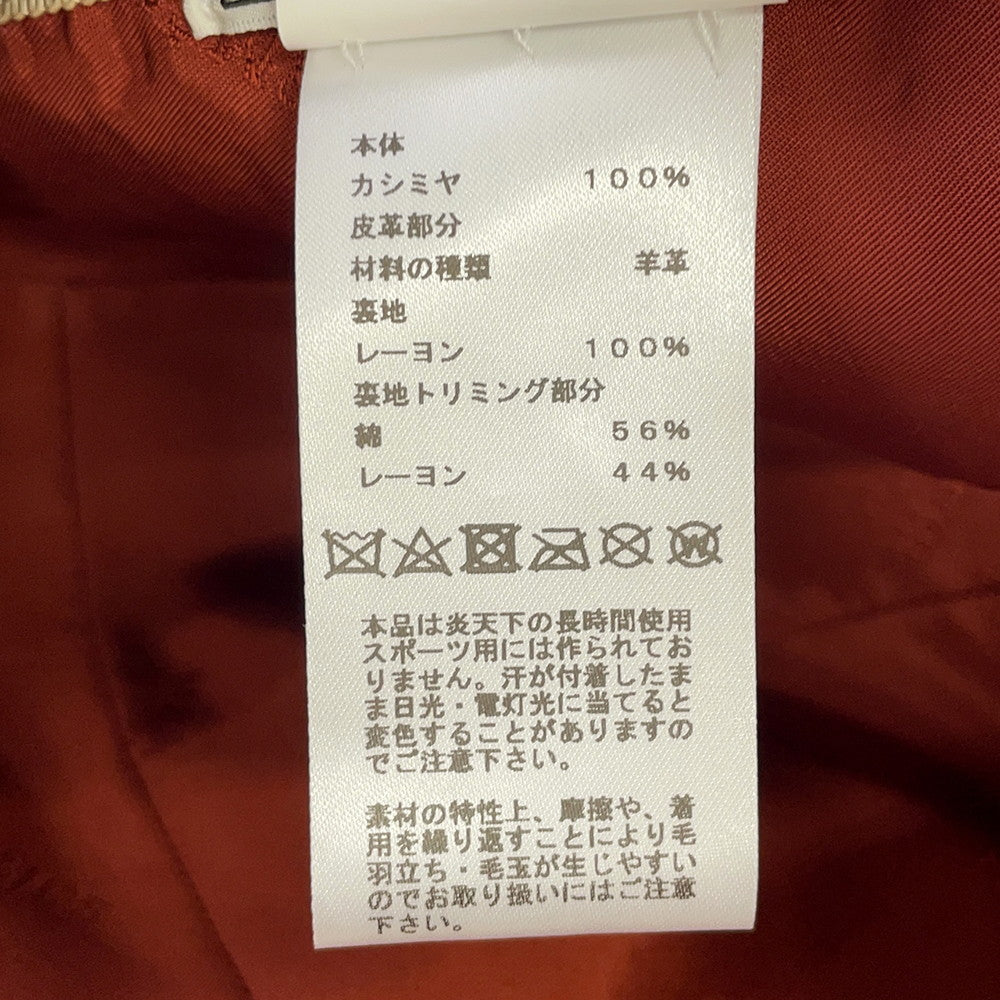 本体
カシミヤ 100%
皮革部分
材料の種類 羊革
裏地
レーヨン 100%
裏地トリミング部分
綿 56%
レーヨン 44%
本品は炎天下の長時間使用
スポーツ用には作られてお
りません。汗が付着したま
ま日光・電灯光に当てると
変色することがありますの
でご注意下さい。
素材の特性上、摩擦や、着
用を繰り返すことにより毛
羽立ち・毛玉が生じやすい
のでお取り扱いにはご注意
下さい。